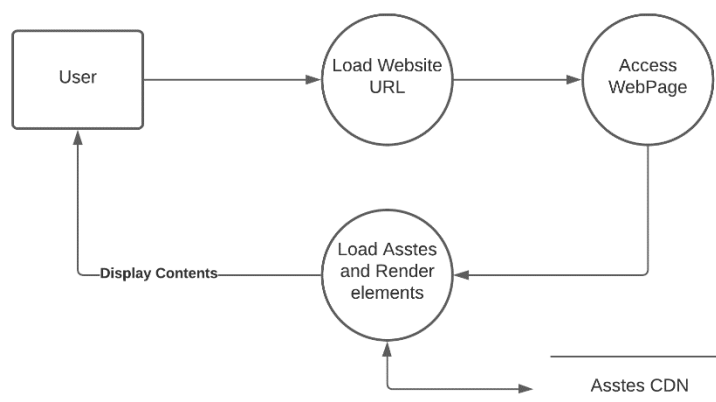 User
Load Website
URL
Access
WebPage
Load Asstes
and Render
elements
Display Contents
Asstes CDN